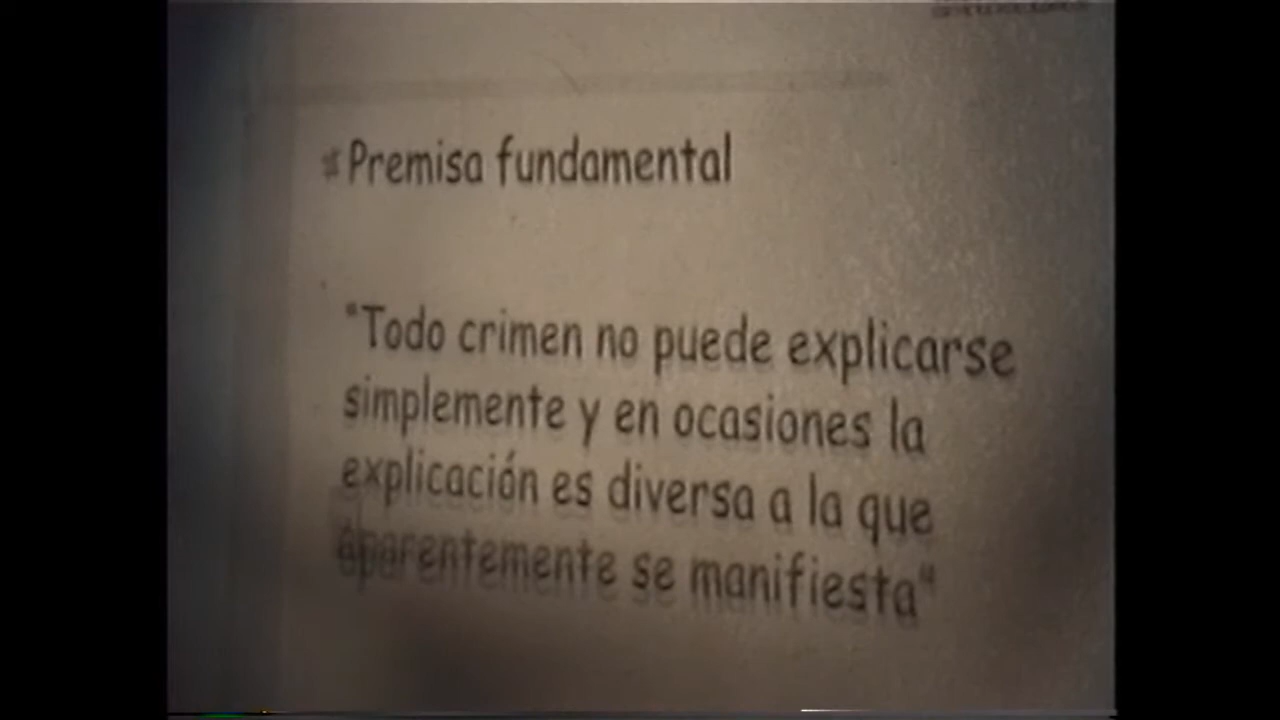 * Premisa fundamental
"Todo crimen no puede explicarse
simplemente y en ocasiones la
explicación es diversa a la que
aparentemente se manifiesta"